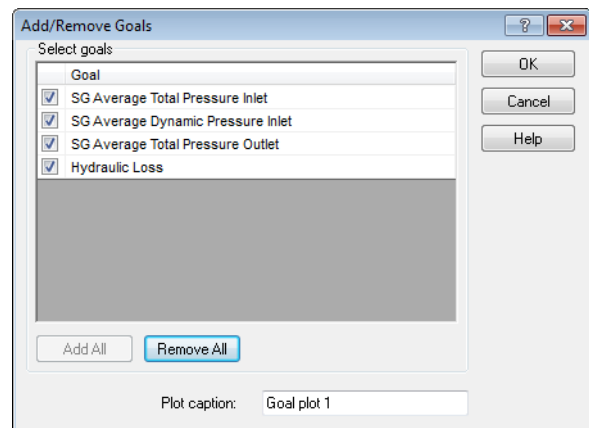 Add/Remove Goals
Select goals
Goal
SG Average Total Pressure Inlet
SG Average Dynamic Pressure Inlet
SG Average Total Pressure Outlet
Hydraulic Loss
OK
Cancel
Help
Add All
Remove All
Plot caption: Goal plot 1